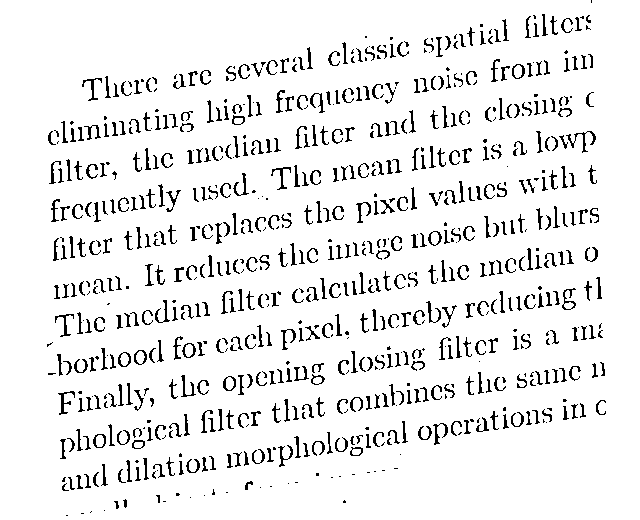 There are several classic spatial filters
eliminating high frequency noise from im
filter, the median filter and the closing
frequently used. The mean filter is a lowp
filter that replaces the pixel values with t
mean. It reduces the image noise but blurs
The median filter calculates the median o
borhood for each pixel, thereby reducing th
Finally, the opening closing filter is a ma
phological filter that combines the same
and dilation morphological operations in